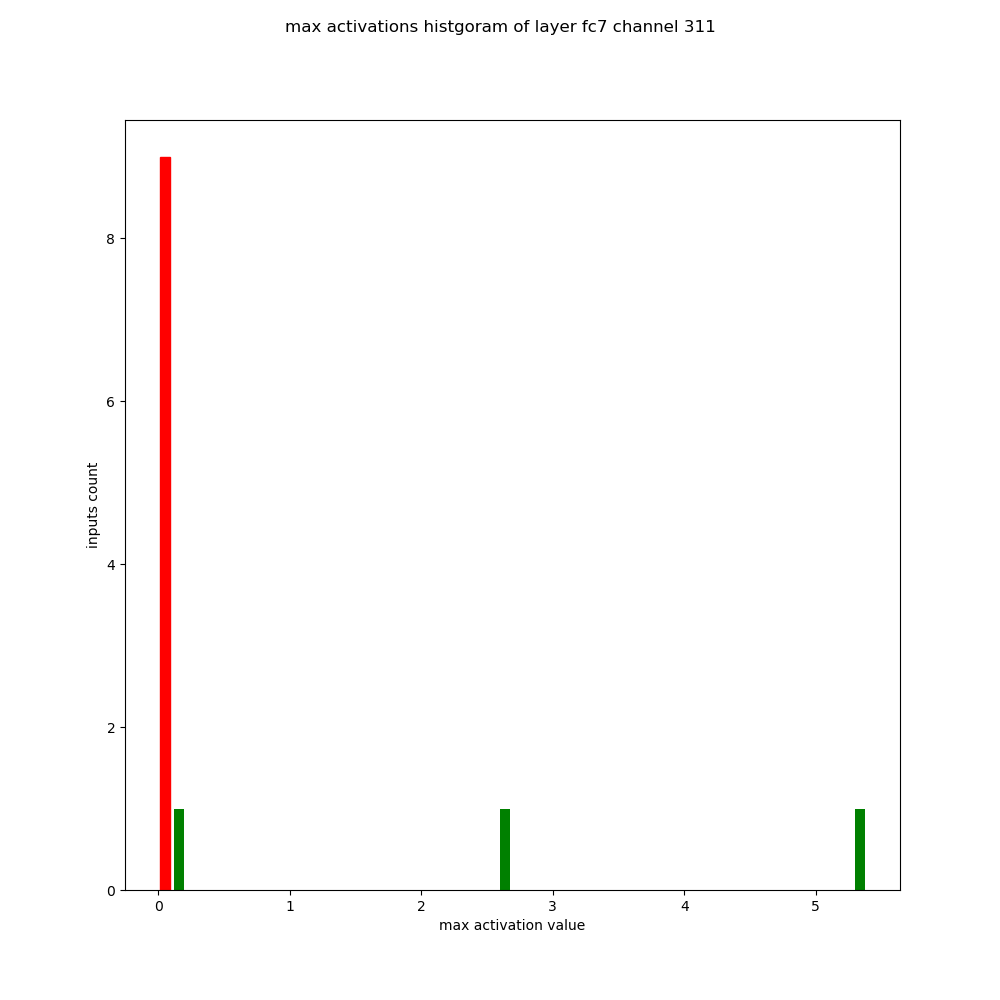 max activations histgoram of layer fc7 channel 311
8
6
4
2
0
inputs count
0 1 2 3 4 5
max activation value